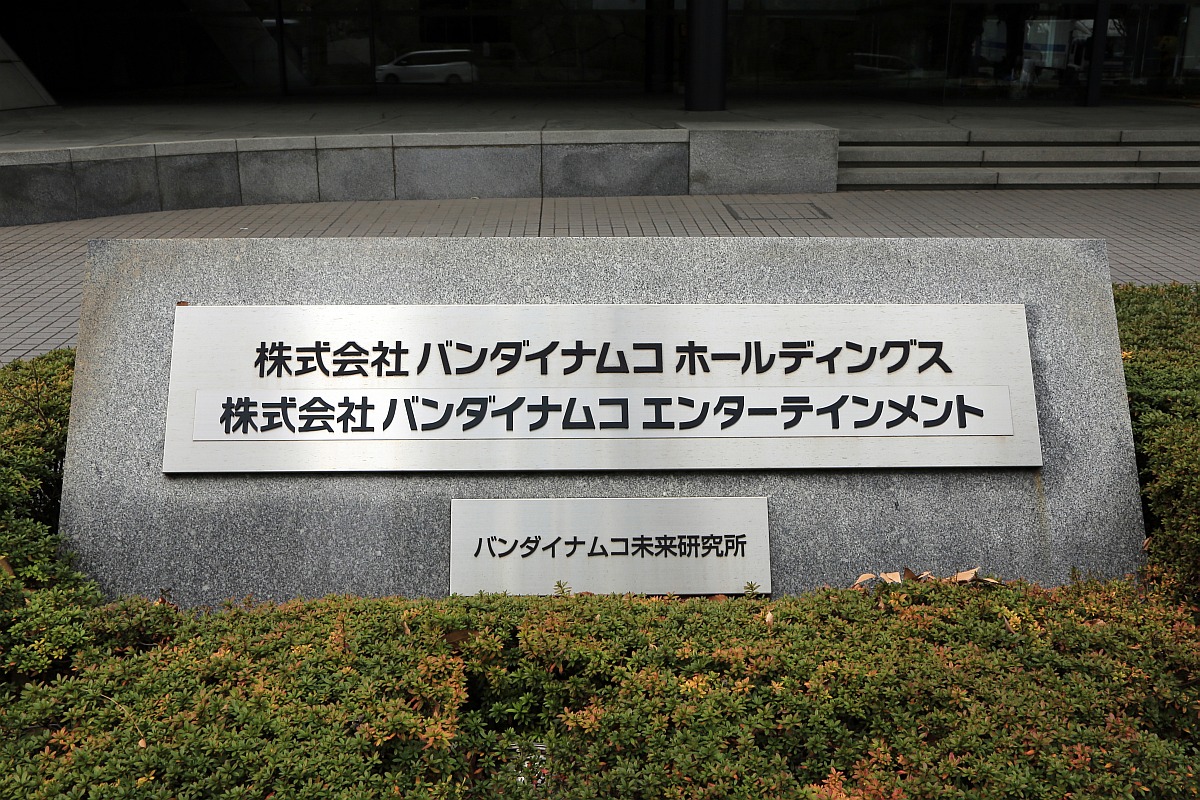 株式会社 バンダイナムコ ホールディングス
株式会社 バンダイナムコ エンターテインメント
バンダイナムコ未来研究所